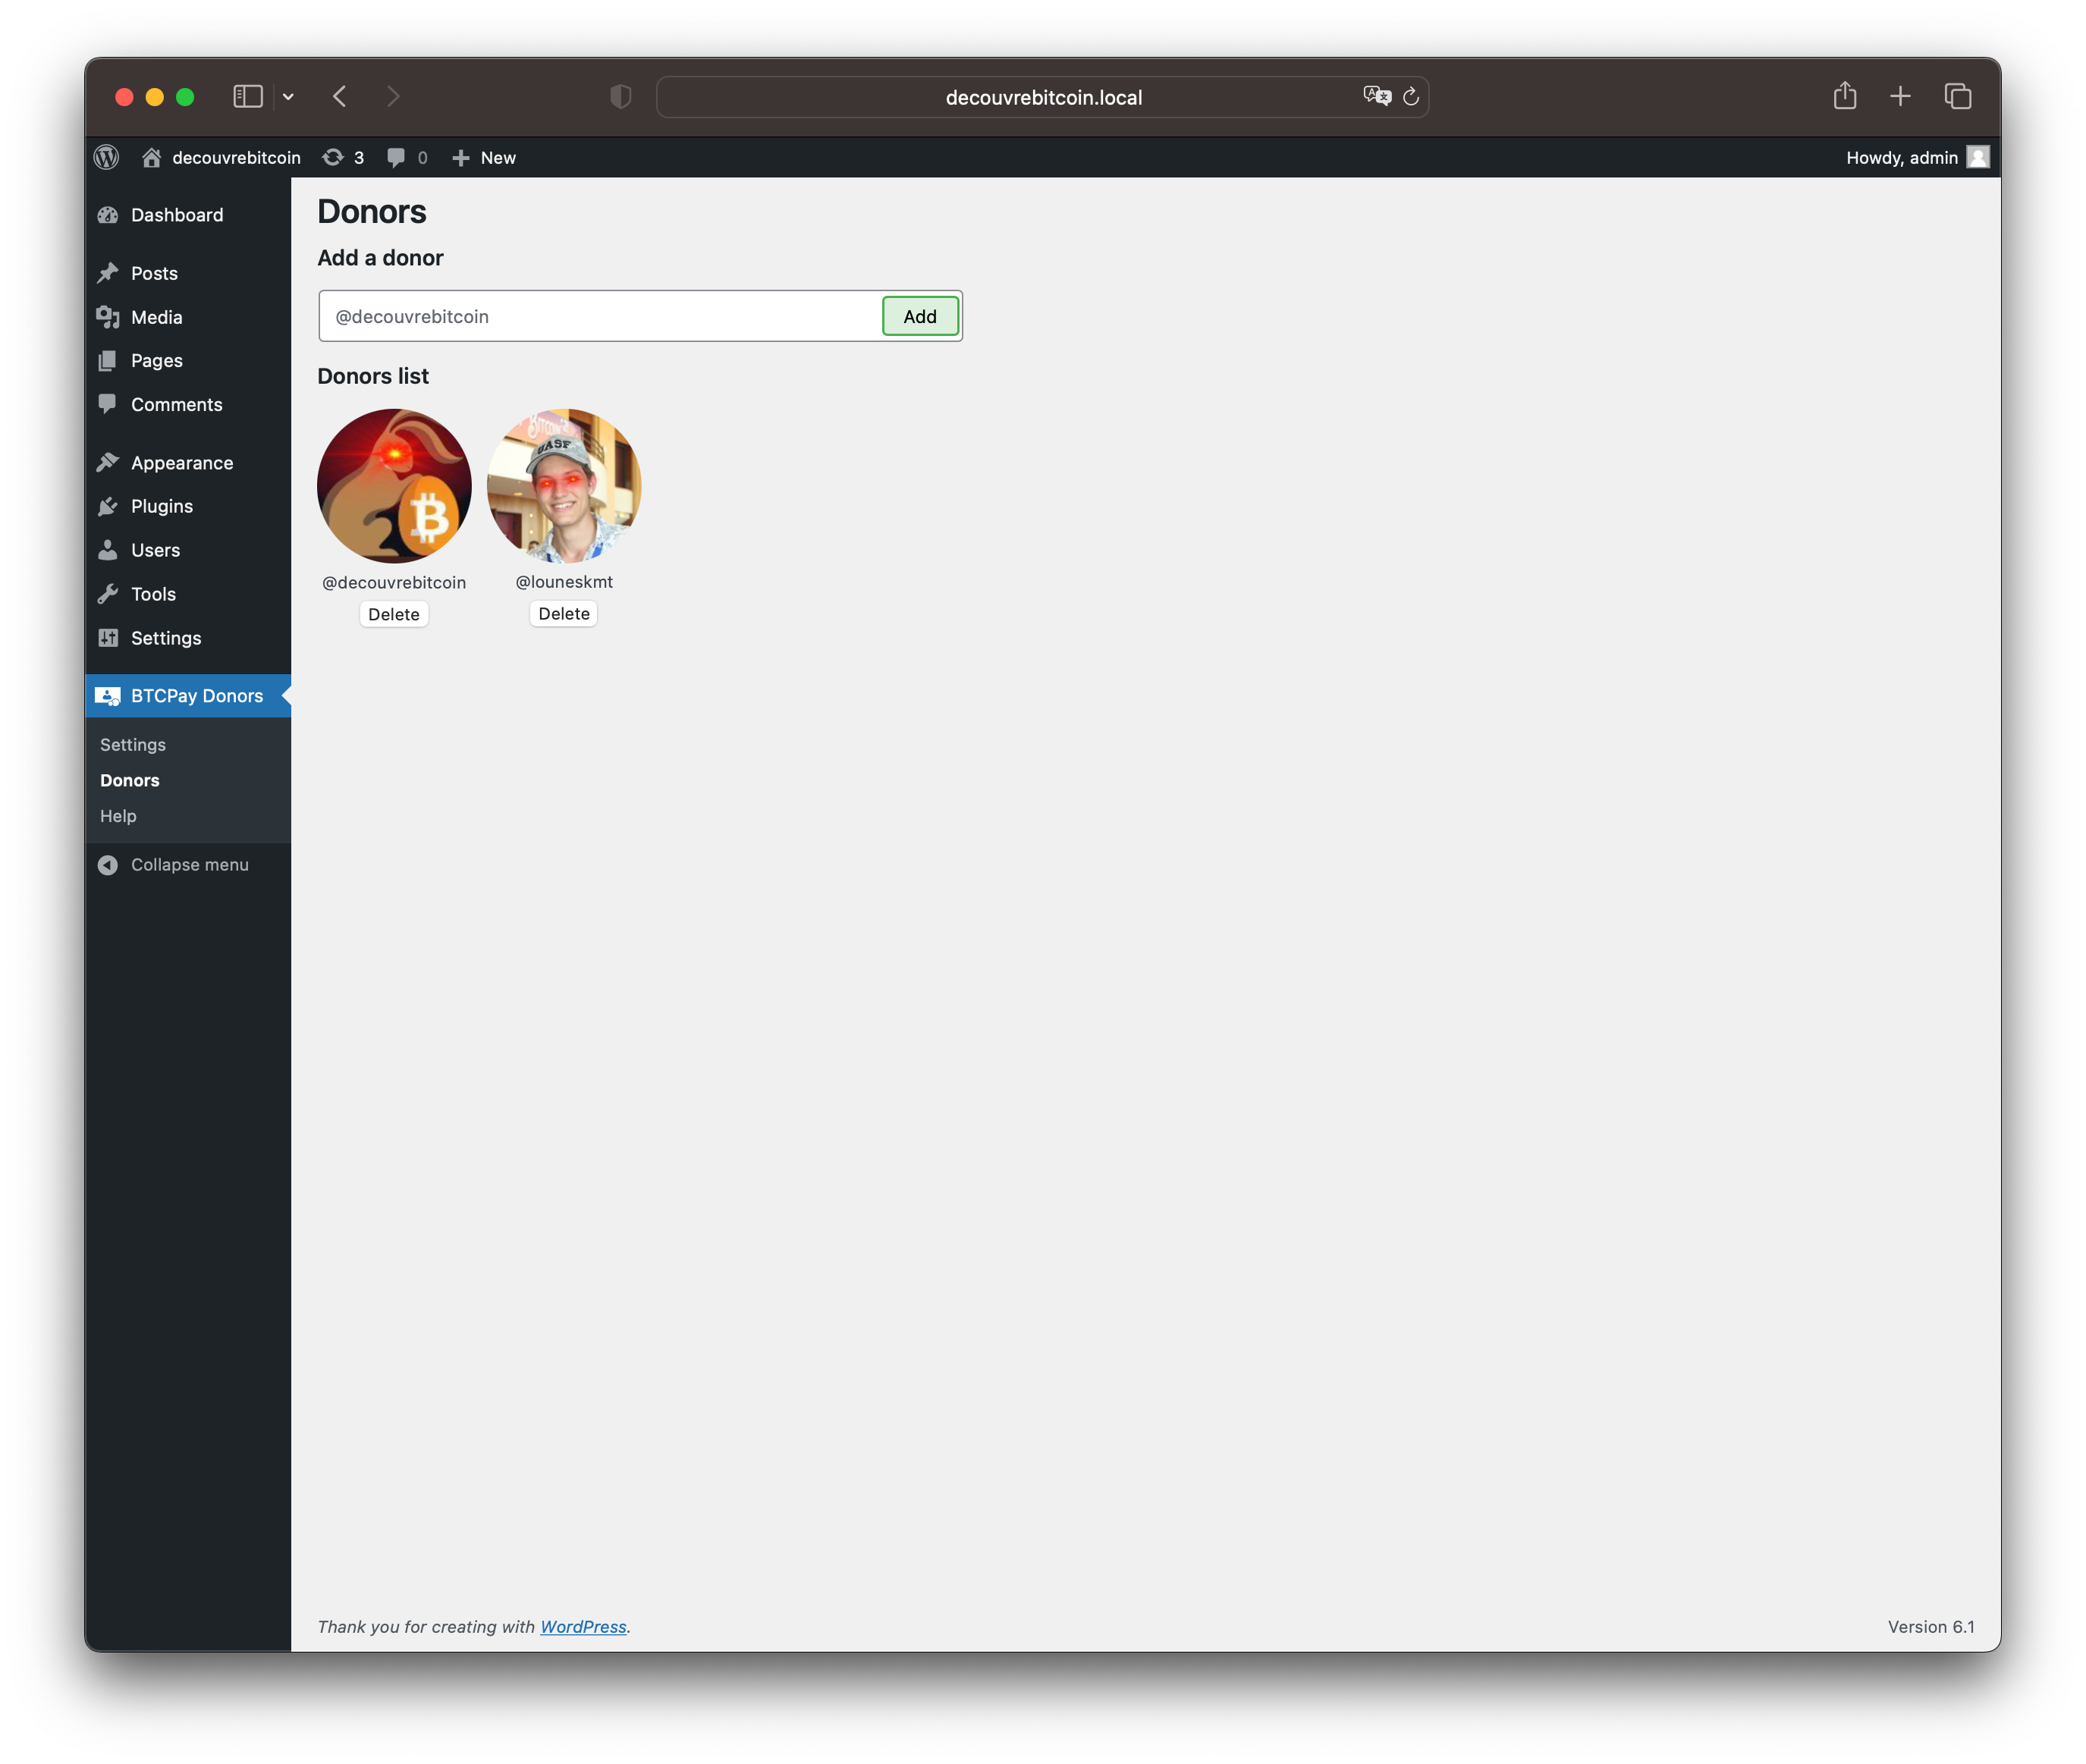 decouvrebitcoin.local
decouvrebitcoin 3 0 New Howdy, admin
Dashboard
Posts
Media
Pages
Comments
Appearance
Plugins
Users
Tools
Settings
BTCPay Donors
Settings
Donors
Help
Collapse menu
Donors
Add a donor
@decouvrebitcoin Add
Donors list
BITCOIN
UASF
@decouvrebitcoin @louneskmt
Delete Delete
Thank you for creating with WordPress. Version 6.1